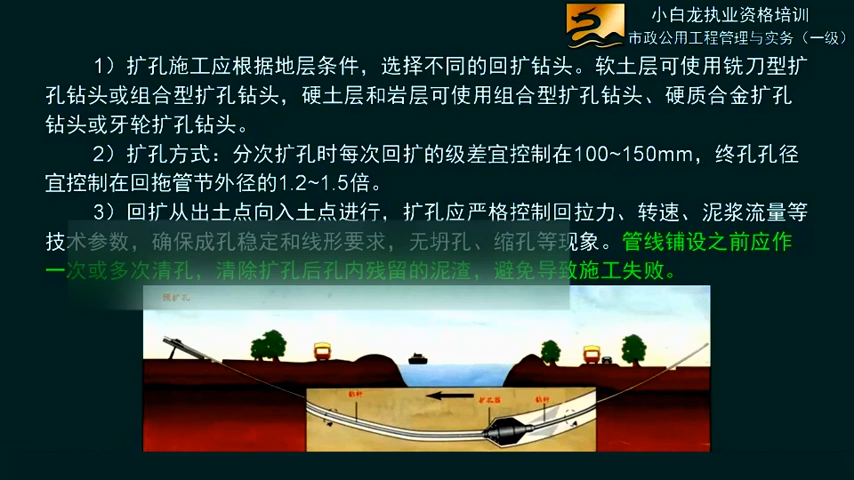 小白龙执业资格培训
市政公用工程管理与实务（一级）
1）扩孔施工应根据地层条件，选择不同的回扩钻头。软土层可使用铣刀型扩
孔钻头或组合型扩孔钻头，硬土层和岩层可使用组合型扩孔钻头、硬质合金扩孔
钻头或牙轮扩孔钻头。
2）扩孔方式：分次扩孔时每次回扩的级差宜控制在100~150mm，终孔孔径
宜控制在回拖管节外径的1.2~1.5倍。
3）回扩从出土点向入土点进行，扩孔应严格控制回拉力、转速、泥浆流量等
技术参数，确保成孔稳定和线形要求，无坍孔、缩孔等现象。管线铺设之前应作
一次或多次清孔，清除扩孔后孔内残留的泥渣，避免导致施工失败。
预扩孔
钻杆
扩孔器
钻杆